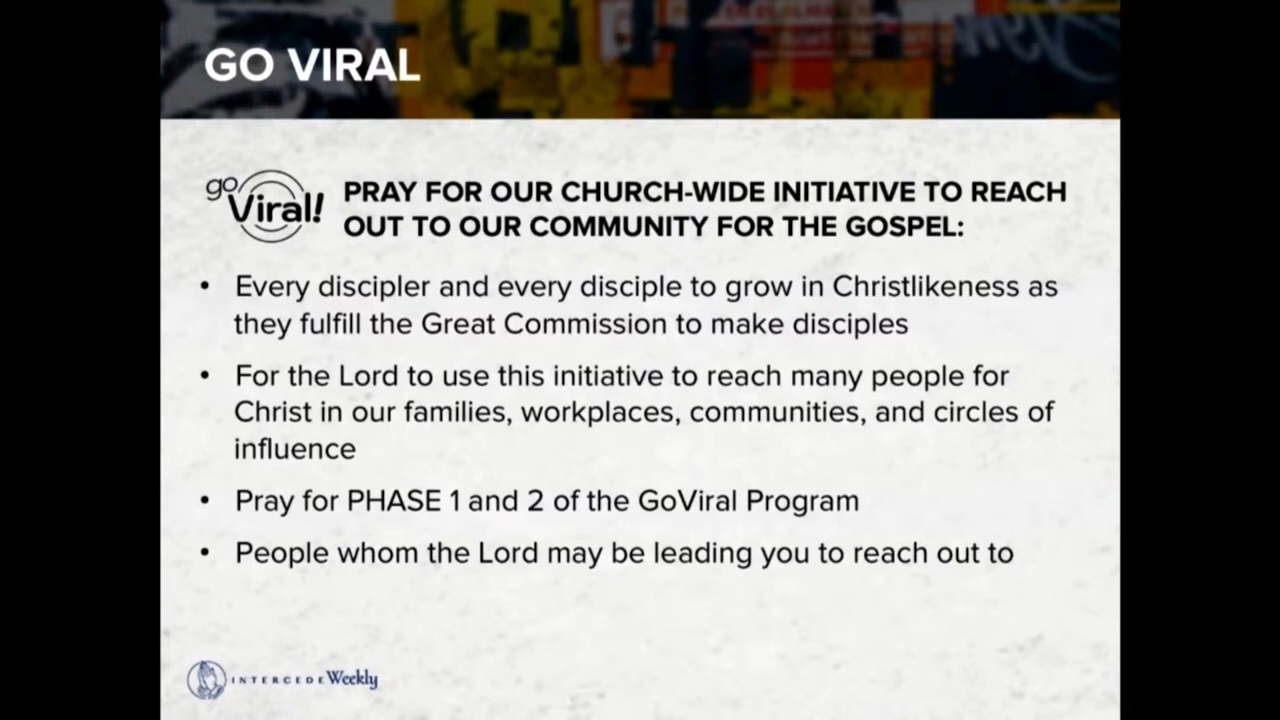 GO VIRAL
go
Viral!
PRAY FOR OUR CHURCH-WIDE INITIATIVE TO REACH
OUT TO OUR COMMUNITY FOR THE GOSPEL:
• Every discipler and every disciple to grow in Christlikeness as
they fulfill the Great Commission to make disciples
• For the Lord to use this initiative to reach many people for
Christ in our families, workplaces, communities, and circles of
influence
• Pray for PHASE 1 and 2 of the GoViral Program
• People whom the Lord may be leading you to reach out to
INTERCEDE Weekly